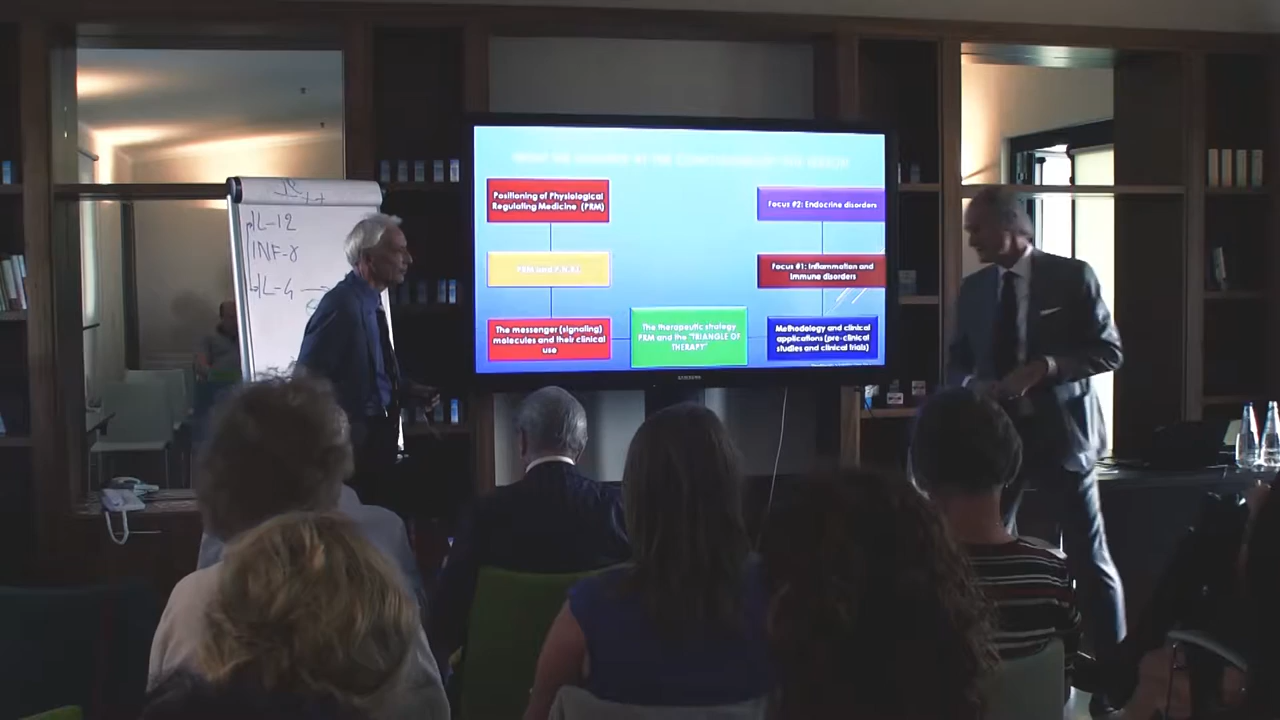 IL-12
INF-γ
IL-4 →
Positioning of Physiological
Regulating Medicine (PRM)
PRM and P.N.E.I.
The messenger (signaling)
molecules and their clinical
use
The therapeutic strategy
PRM and the "TRIANGLE OF
THERAPY"
Focus #2: Endocrine disorders
Focus #1: Inflammation and
immune disorders
Methodology and clinical
applications (pre-clinical
studies and clinical trials)
SAMSUNG